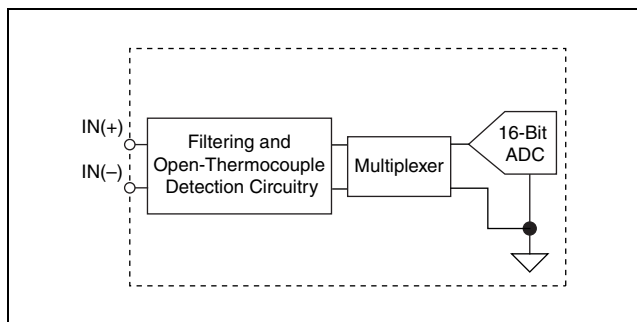 IN(+)
IN(–)
Filtering and
Open-Thermocouple
Detection Circuitry
Multiplexer
16-Bit
ADC